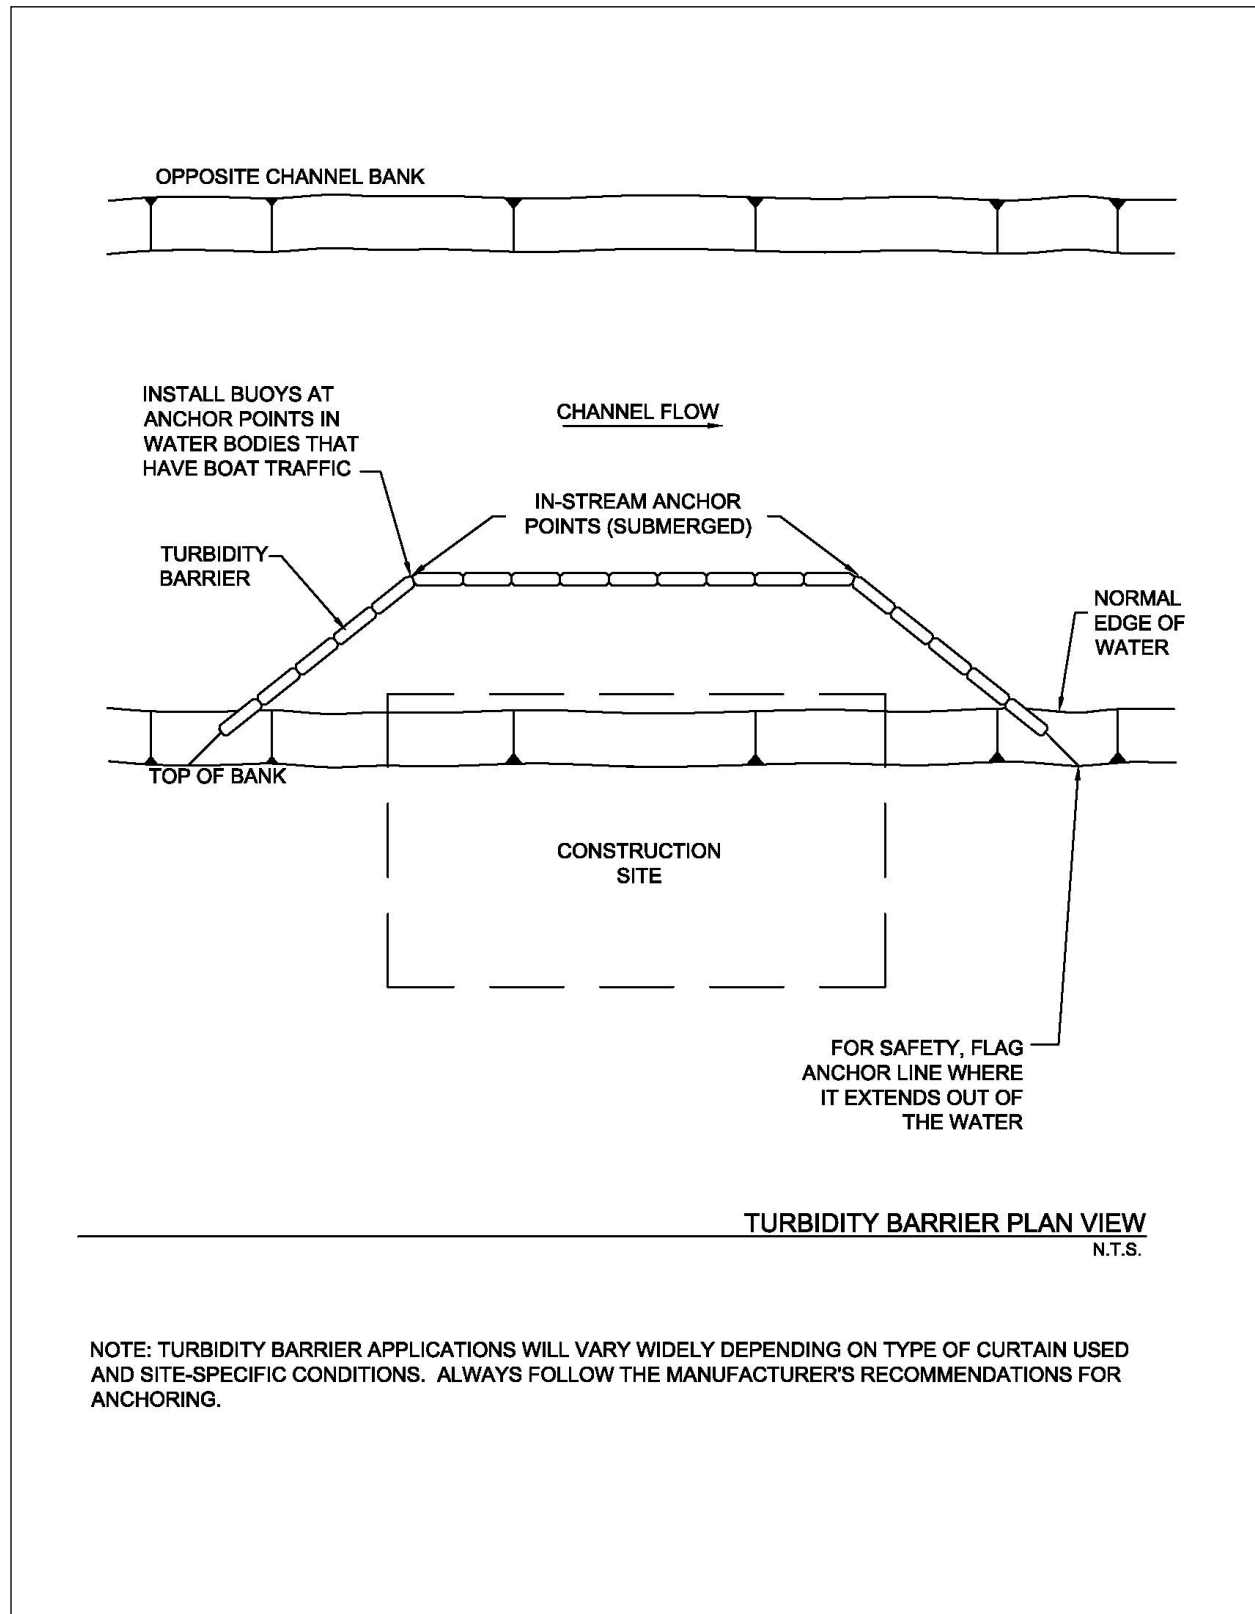 OPPOSITE CHANNEL BANK
INSTALL BUOYS AT
ANCHOR POINTS IN
WATER BODIES THAT
HAVE BOAT TRAFFIC
CHANNEL FLOW
IN-STREAM ANCHOR
POINTS (SUBMERGED)
TURBIDITY
BARRIER
NORMAL
EDGE OF
WATER
TOP OF BANK
CONSTRUCTION
SITE
FOR SAFETY, FLAG
ANCHOR LINE WHERE
IT EXTENDS OUT OF
THE WATER
TURBIDITY BARRIER PLAN VIEW
N.T.S.
NOTE: TURBIDITY BARRIER APPLICATIONS WILL VARY WIDELY DEPENDING ON TYPE OF CURTAIN USED
AND SITE-SPECIFIC CONDITIONS.  ALWAYS FOLLOW THE MANUFACTURER'S RECOMMENDATIONS FOR
ANCHORING.